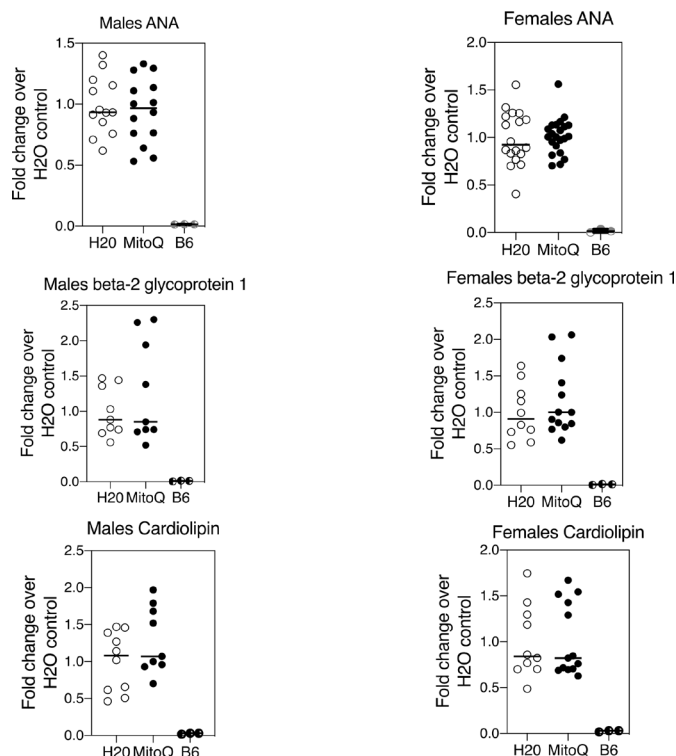 Males ANA
Fold change over
H2O control
1.5
1.0
0.5
0.0
H20 MitoQ B6
Females ANA
Fold change over
H2O control
2.0
1.5
1.0
0.5
0.0
H20 MitoQ B6
Males beta-2 glycoprotein 1
Fold change over
H2O control
2.5
2.0
1.5
1.0
0.5
0.0
H20 MitoQ B6
Females beta-2 glycoprotein 1
Fold change over
H2O control
2.5
2.0
1.5
1.0
0.5
0.0
H20 MitoQ B6
Males Cardiolipin
Fold change over
H2O control
2.5
2.0
1.5
1.0
0.5
0.0
H20 MitoQ B6
Females Cardiolipin
Fold change over
H2O control
2.0
1.5
1.0
0.5
0.0
H20 MitoQ B6